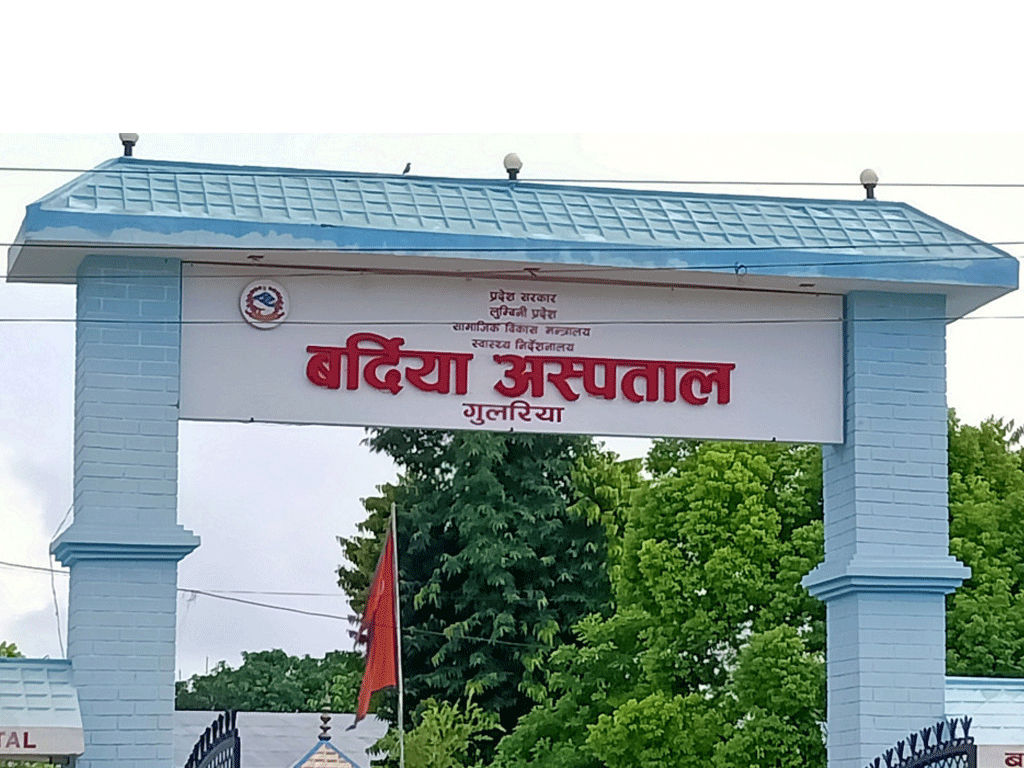 प्रदेश सरकार
लुम्बिनी प्रदेश
सामाजिक विकास मन्त्रालय
स्वास्थ्य निर्देशनालय
बर्दिया अस्पताल
गुलरिया
TAL